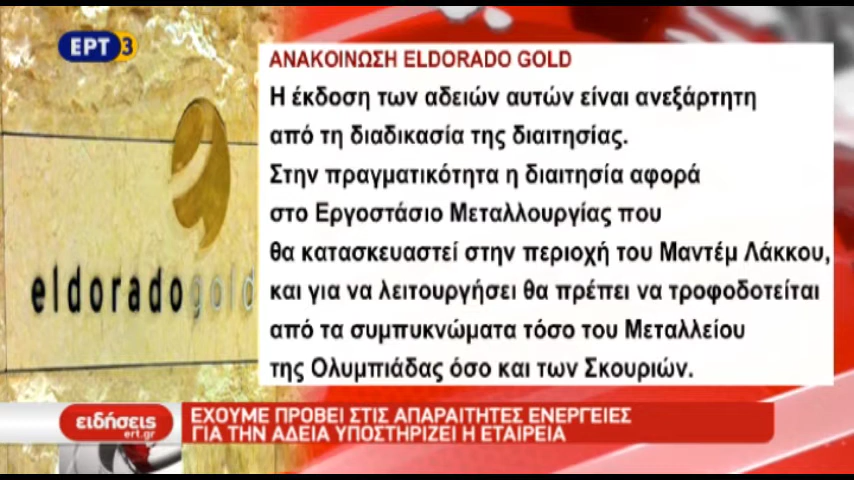 ΕΡΤ3
ΑΝΑΚΟΙΝΩΣΗ ELDORADO GOLD
Η έκδοση των αδειών αυτών είναι ανεξάρτητη
από τη διαδικασία της διαιτησίας.
Στην πραγματικότητα η διαιτησία αφορά
στο Εργοστάσιο Μεταλλουργίας που
θα κατασκευαστεί στην περιοχή του Μαντέμ Λάκκου,
και για να λειτουργήσει θα πρέπει να τροφοδοτείται
από τα συμπυκνώματα τόσο του Μεταλλείου
της Ολυμπιάδας όσο και των Σκουριών.
eldoradogold
ειδήσεις
ert.gr
ΕΧΟΥΜΕ ΠΡΟΒΕΙ ΣΤΙΣ ΑΠΑΡΑΙΤΗΤΕΣ ΕΝΕΡΓΕΙΕΣ
ΓΙΑ ΤΗΝ ΑΔΕΙΑ ΥΠΟΣΤΗΡΙΖΕΙ Η ΕΤΑΙΡΕΙΑ